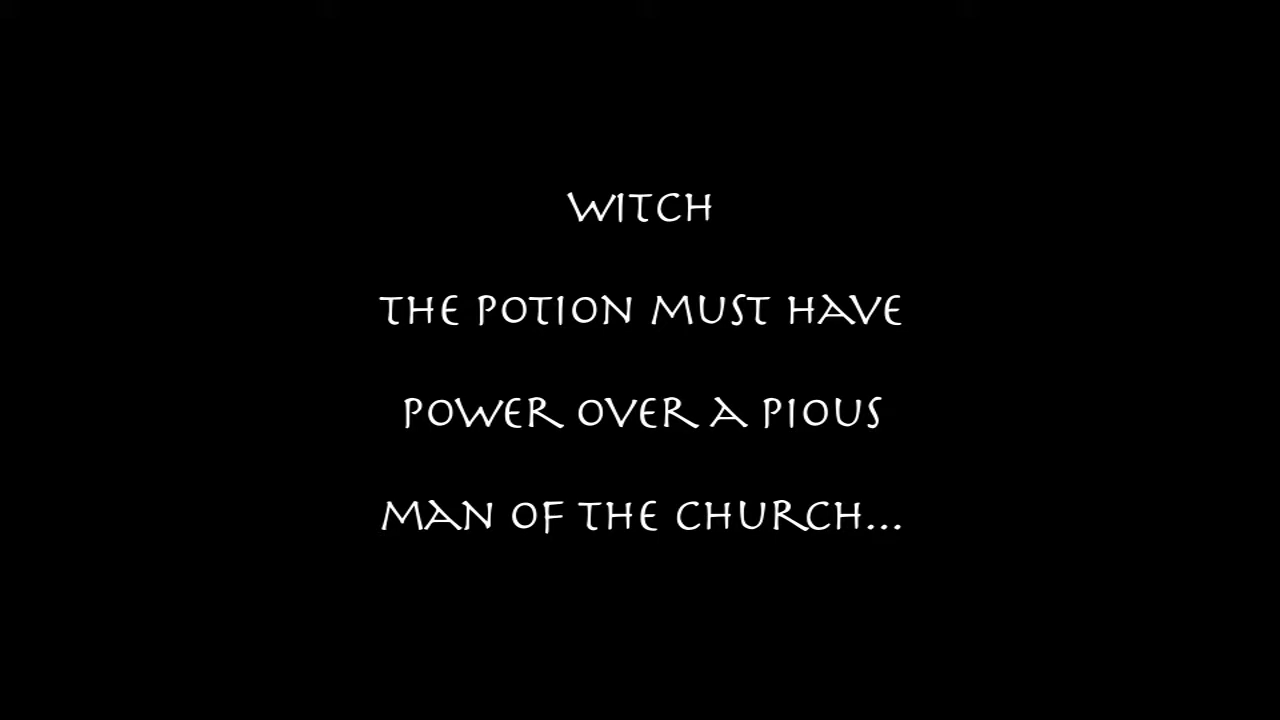 WITCH
THE POTION MUST HAVE
POWER OVER A PIOUS
MAN OF THE CHURCH...